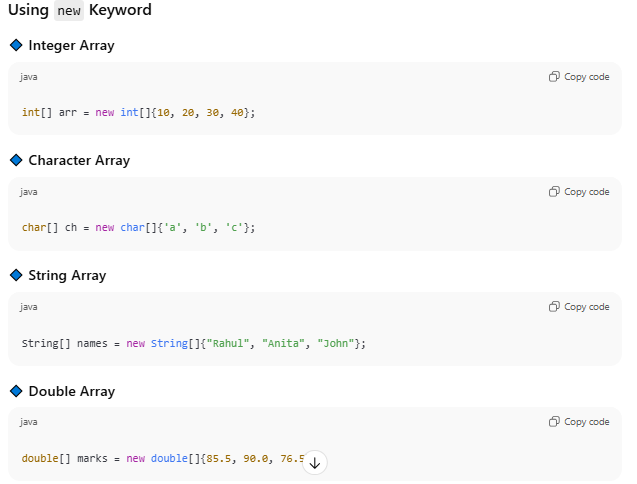 Using new Keyword
Integer Array
java Copy code
int[] arr = new int[]{10, 20, 30, 40};
Character Array
java Copy code
char[] ch = new char[]{'a', 'b', 'c'};
String Array
java Copy code
String[] names = new String[]{"Rahul", "Anita", "John"};
Double Array
java Copy code
double[] marks = new double[]{85.5, 90.0, 76.5